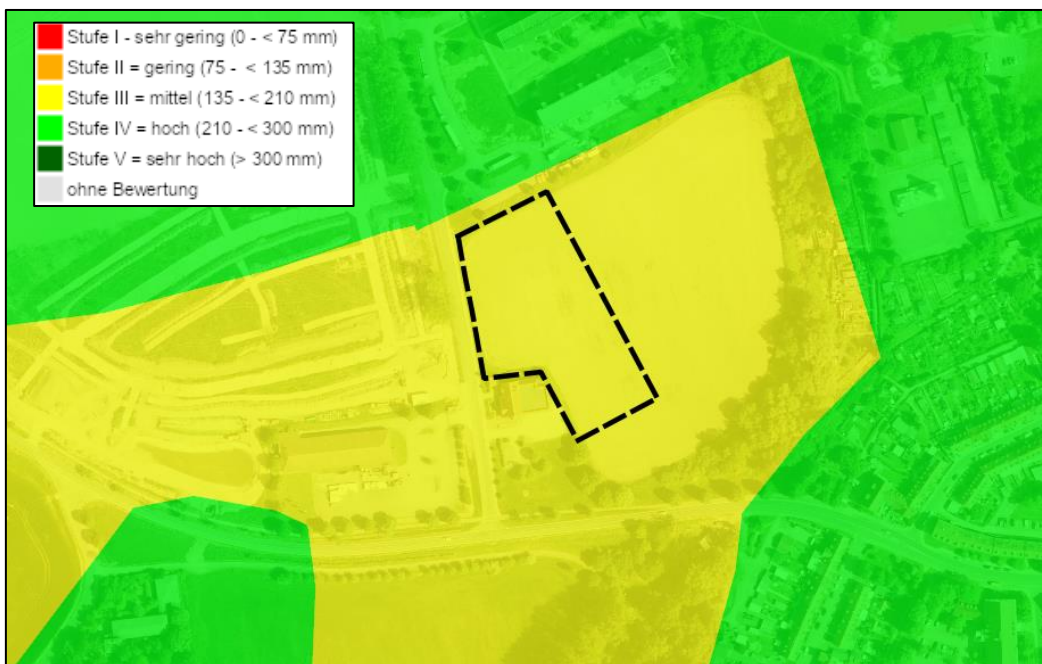 Stufe I - sehr gering (0 - < 75 mm)
Stufe II = gering (75 - < 135 mm)
Stufe III = mittel (135 - < 210 mm)
Stufe IV = hoch (210 - < 300 mm)
Stufe V = sehr hoch (> 300 mm)
ohne Bewertung